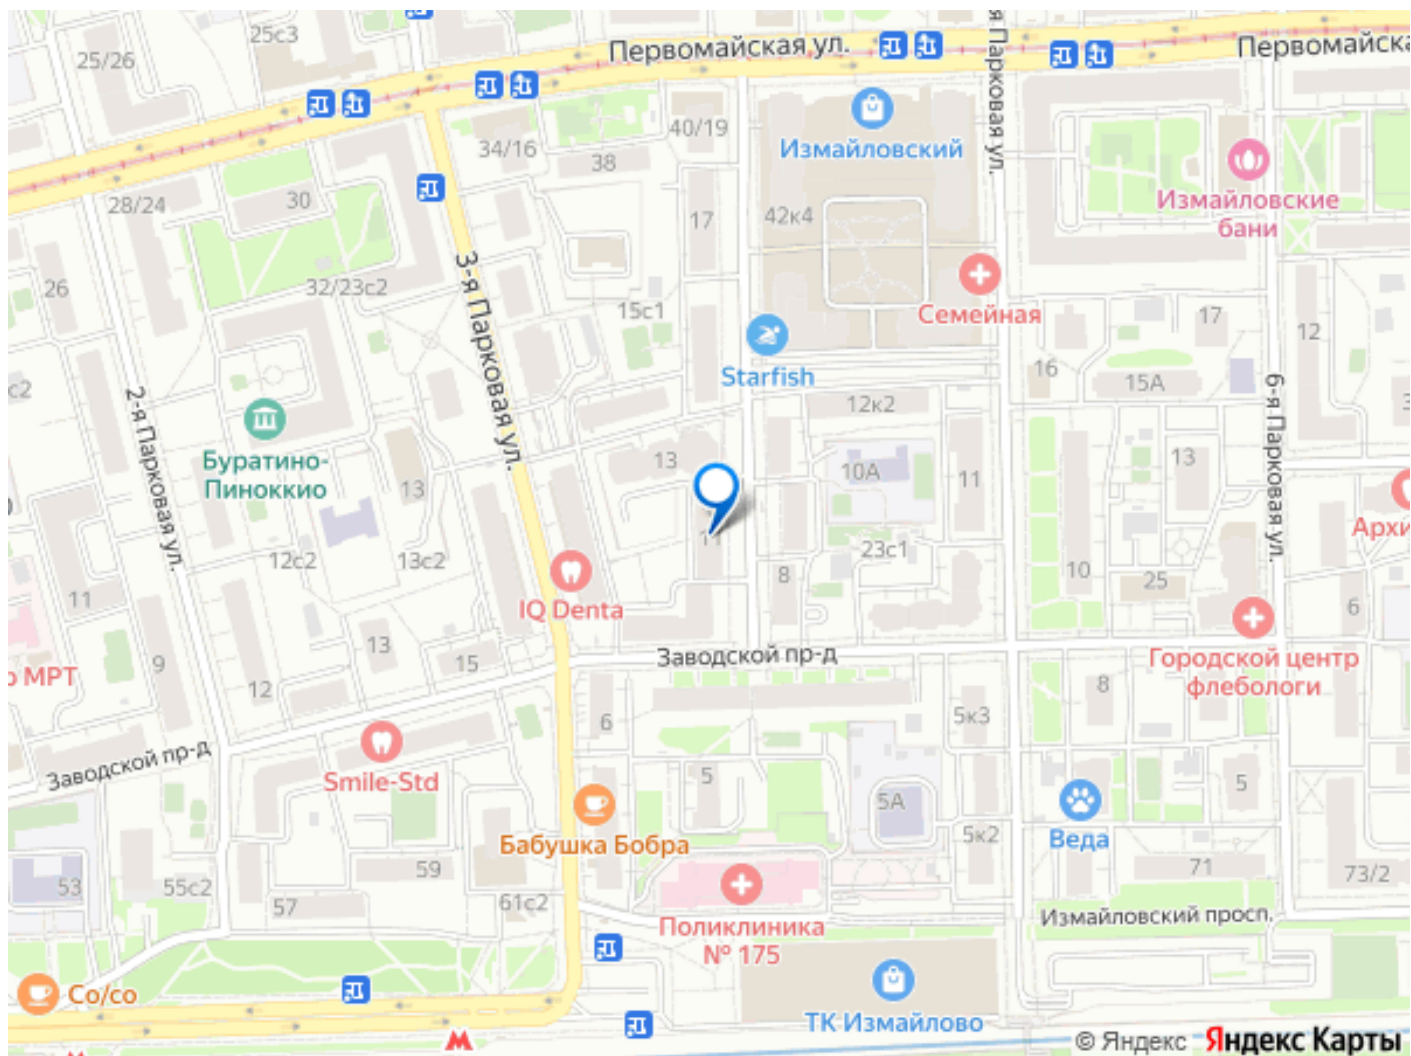 25с3
25/26
Первомайская ул.
Первомайска
я Парковая ул.
40/19
34/16
38
Измайловский
Измайловские
бани
28/24
30
17
42к4
Семейная
26
32/23с2
15с1
17
12
3-я Парковая ул.
Starfish
16
15А
с2
2-я Парковая ул.
12к2
6-я Парковая ул.
Буратино-
Пиноккио
13
13
10А
11
13
Архи
11
12с2
13с2
23с1
8
10
25
6
11
IQ Denta
13
15
9
Заводской пр-д
Городской центр
флебологи
о МРТ
12
8
6
5к3
Заводской пр-д
Smile-Std
5
5А
5
Бабушка Бобра
5к2
Веда
59
71
73/2
53
55с2
57
61с2
Поликлиника
№ 175
Измайловский просп.
Co/co
ТК Измайлово
© Яндекс Яндекс Карты